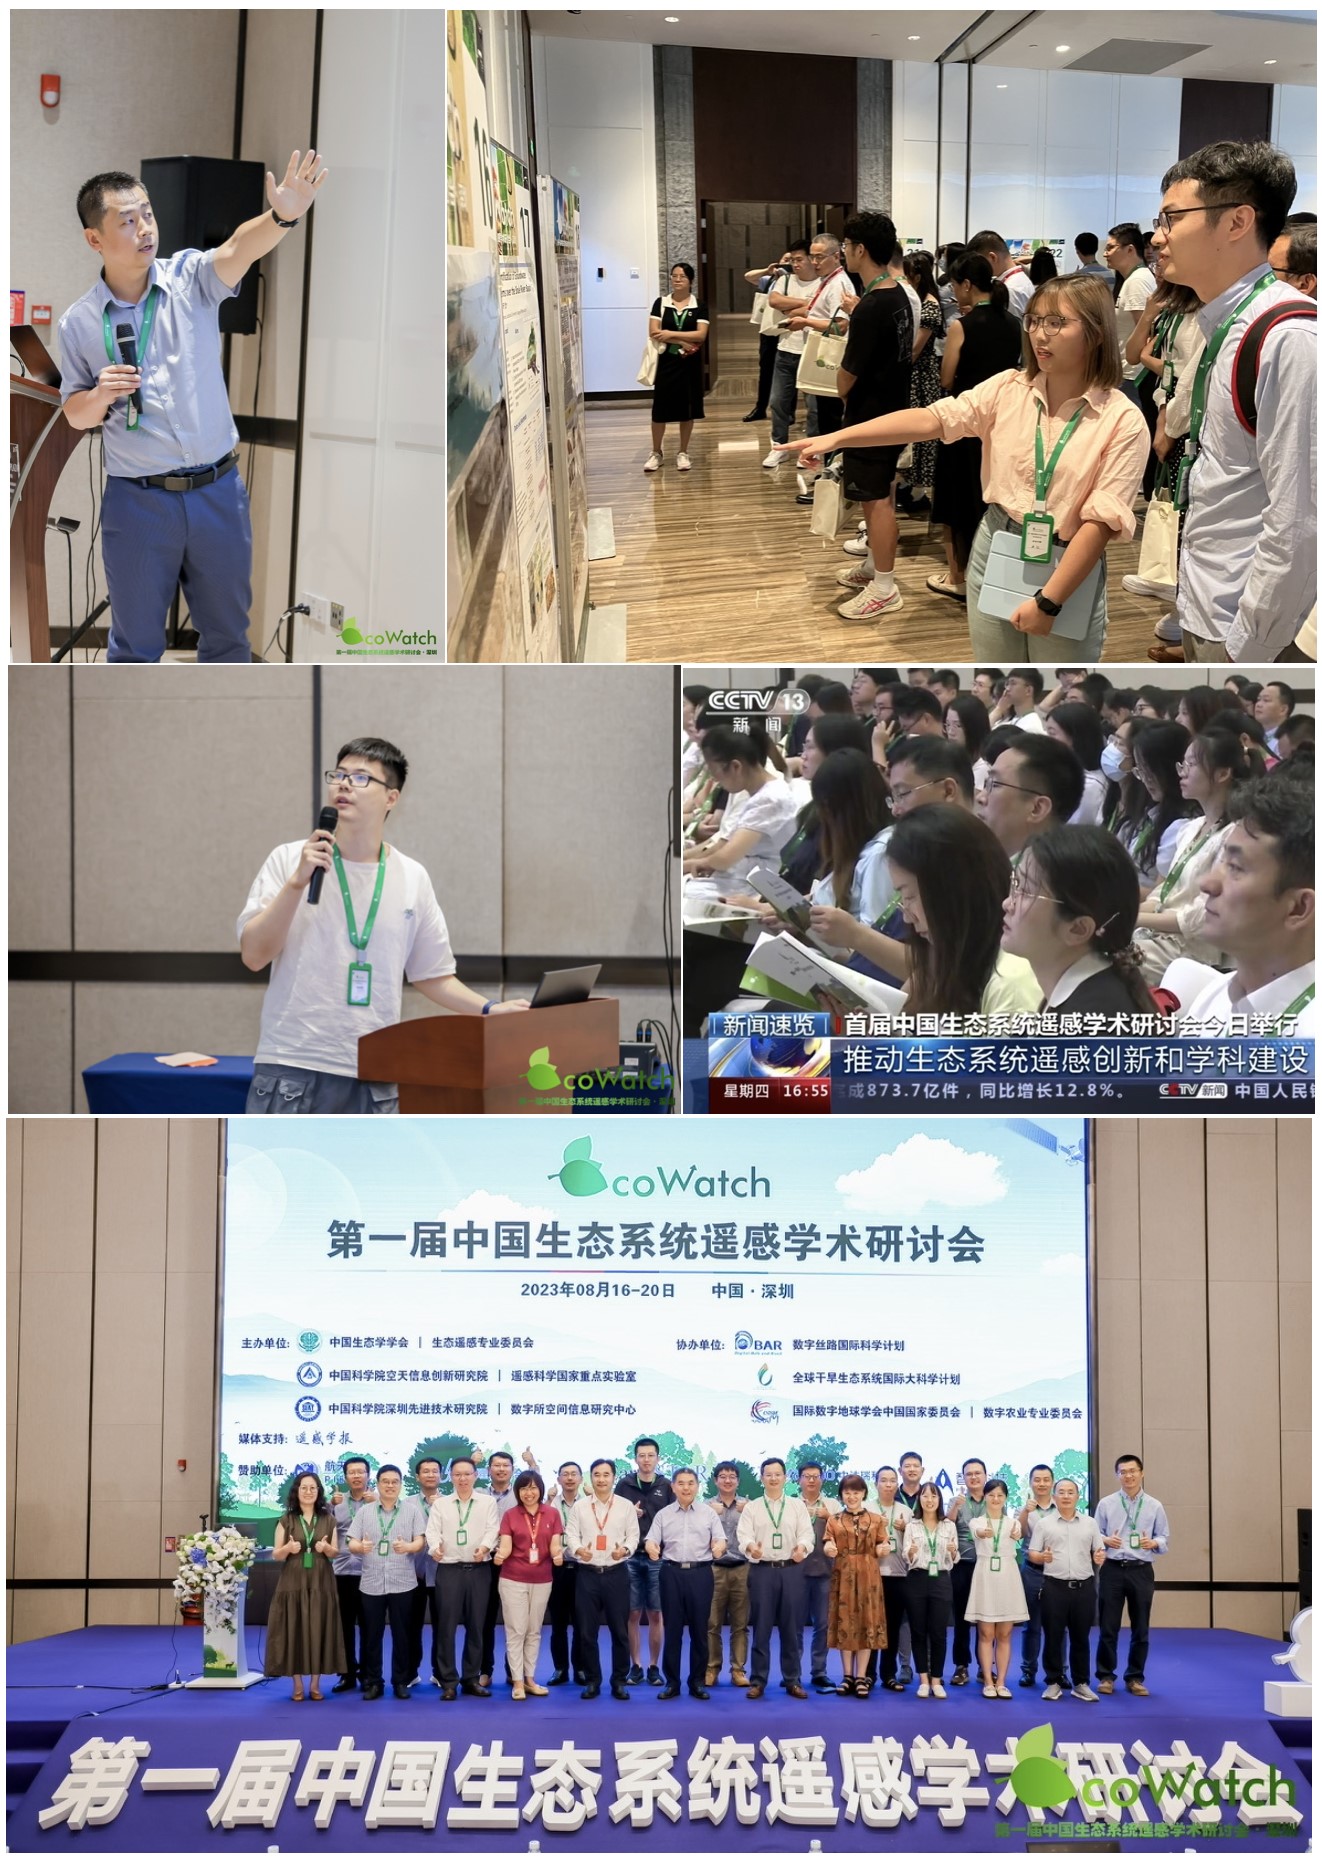 coWatch
第一届中国生态系统遥感学术研讨会·深圳
16
17
22
coWatch
第一届中国生态系统遥感学术研讨会·深圳
CCTV 13
新闻
新闻速览
首届中国生态系统遥感学术研讨会今日举行
推动生态系统遥感创新和学科建设
星期四 16:55 成873.7亿件，同比增长12.8%。 CCTV新闻 中国人民
coWatch
第一届中国生态系统遥感学术研讨会
2023年08月16-20日 中国·深圳
主办单位: 中国生态学学会 | 生态遥感专业委员会
中国科学院空天信息创新研究院 | 遥感科学国家重点实验室
中国科学院深圳先进技术研究院 | 数字所空间信息研究中心
协办单位: DBAR 数字丝路国际科学计划
全球干旱生态系统国际大科学计划
国际数字地球学会中国国家委员会 | 数字农业专业委员会
媒体支持: 遥感学报
赞助单位: 航天
第一届中国生态系统遥感学术研讨会
coWatch
第一届中国生态系统遥感学术研讨会·深圳